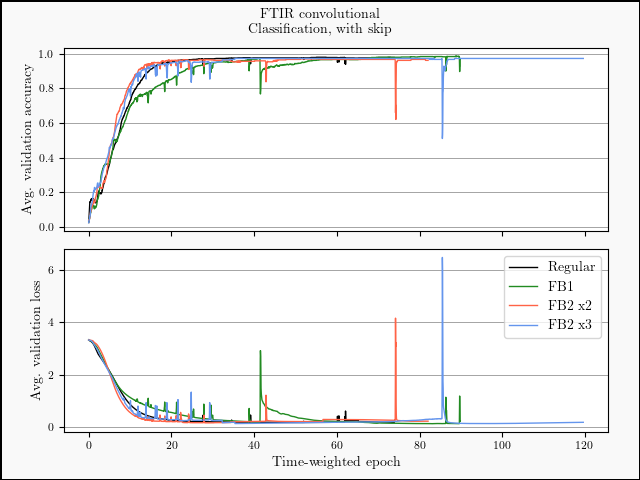 FTIR convolutional
Classification, with skip
1.0
0.8
0.6
0.4
0.2
0.0
Avg. validation accuracy
6
4
2
0
Avg. validation loss
Regular
FB1
FB2 x2
FB2 x3
0 20 40 60 80 100 120
Time-weighted epoch